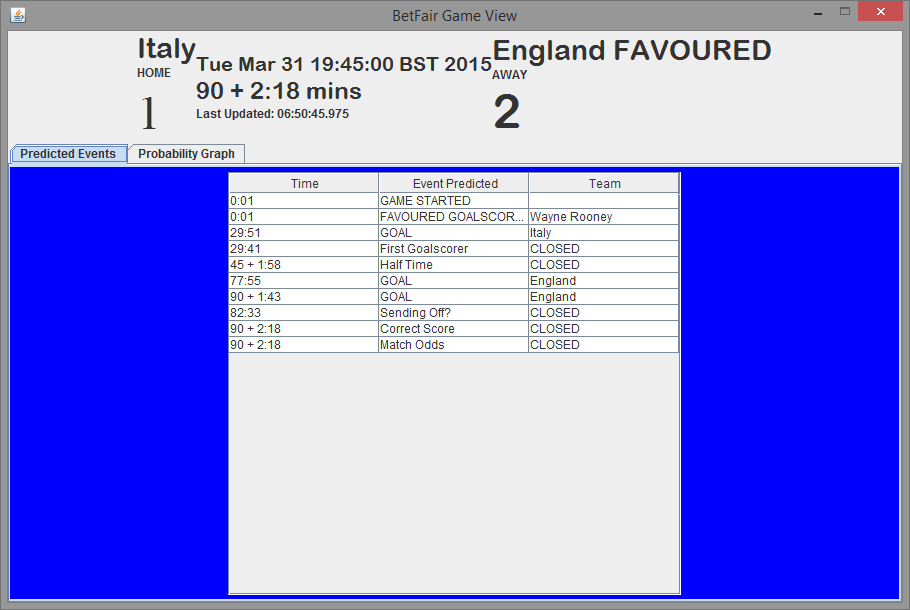 BetFair Game View
Italy
HOME
1
Tue Mar 31 19:45:00 BST 2015
90 + 2:18 mins
Last Updated: 06:50:45.975
England FAVOURED
AWAY
2
Predicted Events Probability Graph
Time Event Predicted Team
0:01 GAME STARTED
0:01 FAVOURED GOALSCOR... Wayne Rooney
29:51 GOAL Italy
29:41 First Goalscorer CLOSED
45 + 1:58 Half Time CLOSED
77:55 GOAL England
90 + 1:43 GOAL England
82:33 Sending Off? CLOSED
90 + 2:18 Correct Score CLOSED
90 + 2:18 Match Odds CLOSED